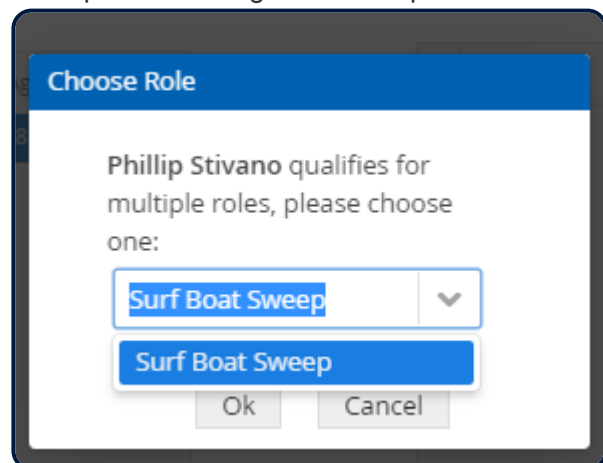 Choose Role
Phillip Stivano qualifies for
multiple roles, please choose
one:
Surf Boat Sweep
Surf Boat Sweep
Ok Cancel